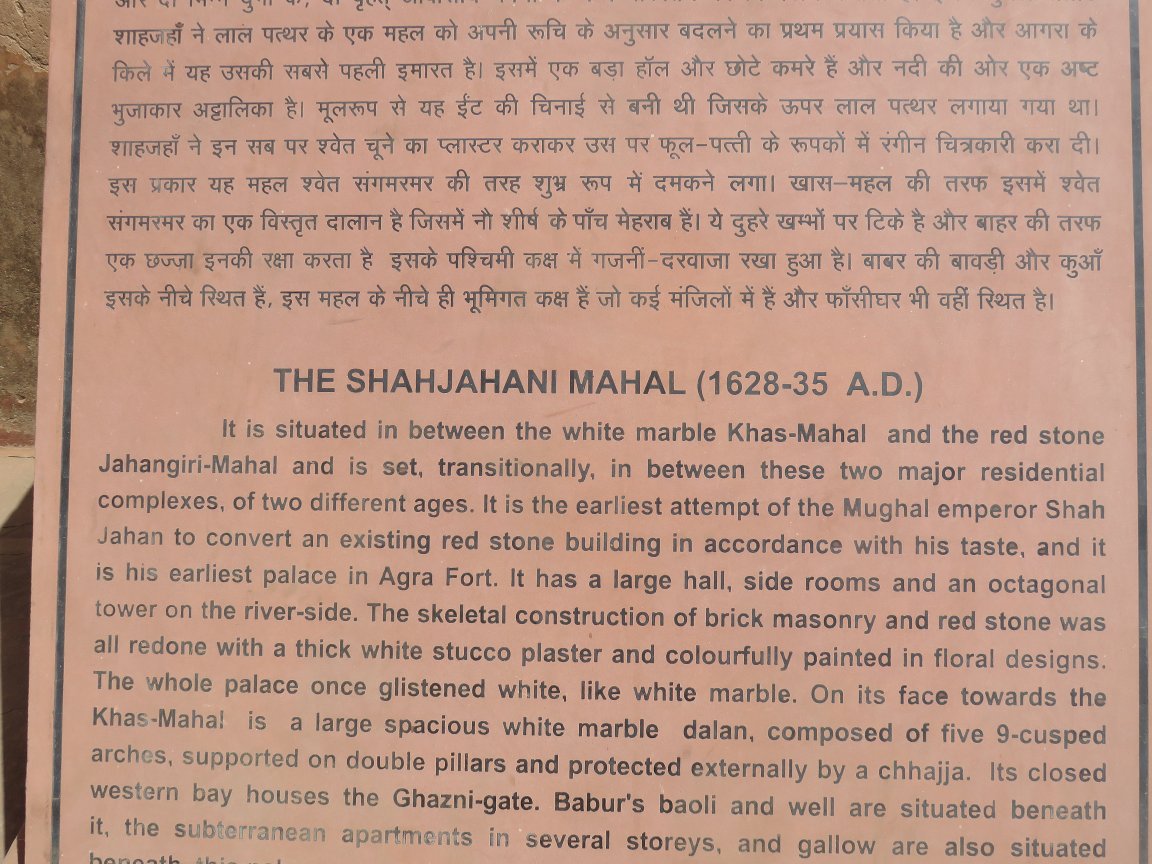 शाहजहाँ ने लाल पत्थर के एक महल को अपनी रूचि के अनुसार बदलने का प्रथम प्रयास किया है और आगरा के
किले में यह उसकी सबसे पहली इमारत है। इसमें एक बड़ा हॉल और छोटे कमरे हैं और नदी की ओर एक अष्ट
भुजाकार अट्टालिका है। मूलरूप से यह ईंट की चिनाई से बनी थी जिसके ऊपर लाल पत्थर लगाया गया था।
शाहजहाँ ने इन सब पर श्वेत चूने का प्लास्टर कराकर उस पर फूल-पत्ती के रूपकों में रंगीन चित्रकारी करा दी।
इस प्रकार यह महल श्वेत संगमरमर की तरह शुभ्र रूप में दमकने लगा। खास-महल की तरफ इसमें श्वेत
संगमरमर का एक विस्तृत दालान है जिसमें नौ शीर्ष के पाँच मेहराब हैं। ये दुहरे खम्भों पर टिके है और बाहर की तरफ
एक छज्जा इनकी रक्षा करता है इसके पश्चिमी कक्ष में गजनीं-दरवाजा रखा हुआ है। बाबर की बावड़ी और कुआँ
इसके नीचे स्थित हैं, इस महल के नीचे ही भूमिगत कक्ष हैं जो कई मंजिलों में हैं और फाँसीघर भी वहीं स्थित है।
THE SHAHJAHANI MAHAL (1628-35 A.D.)
It is situated in between the white marble Khas-Mahal and the red stone
Jahangiri-Mahal and is set, transitionally, in between these two major residential
complexes, of two different ages. It is the earliest attempt of the Mughal emperor Shah
Jahan to convert an existing red stone building in accordance with his taste, and it
is his earliest palace in Agra Fort. It has a large hall, side rooms and an octagonal
tower on the river-side. The skeletal construction of brick masonry and red stone was
all redone with a thick white stucco plaster and colourfully painted in floral designs.
The whole palace once glistened white, like white marble. On its face towards the
Khas-Mahal is a large spacious white marble dalan, composed of five 9-cusped
arches, supported on double pillars and protected externally by a chhajja. Its closed
western bay houses the Ghazni-gate. Babur's baoli and well are situated beneath
it, the subterranean apartments in several storeys, and gallow are also situated